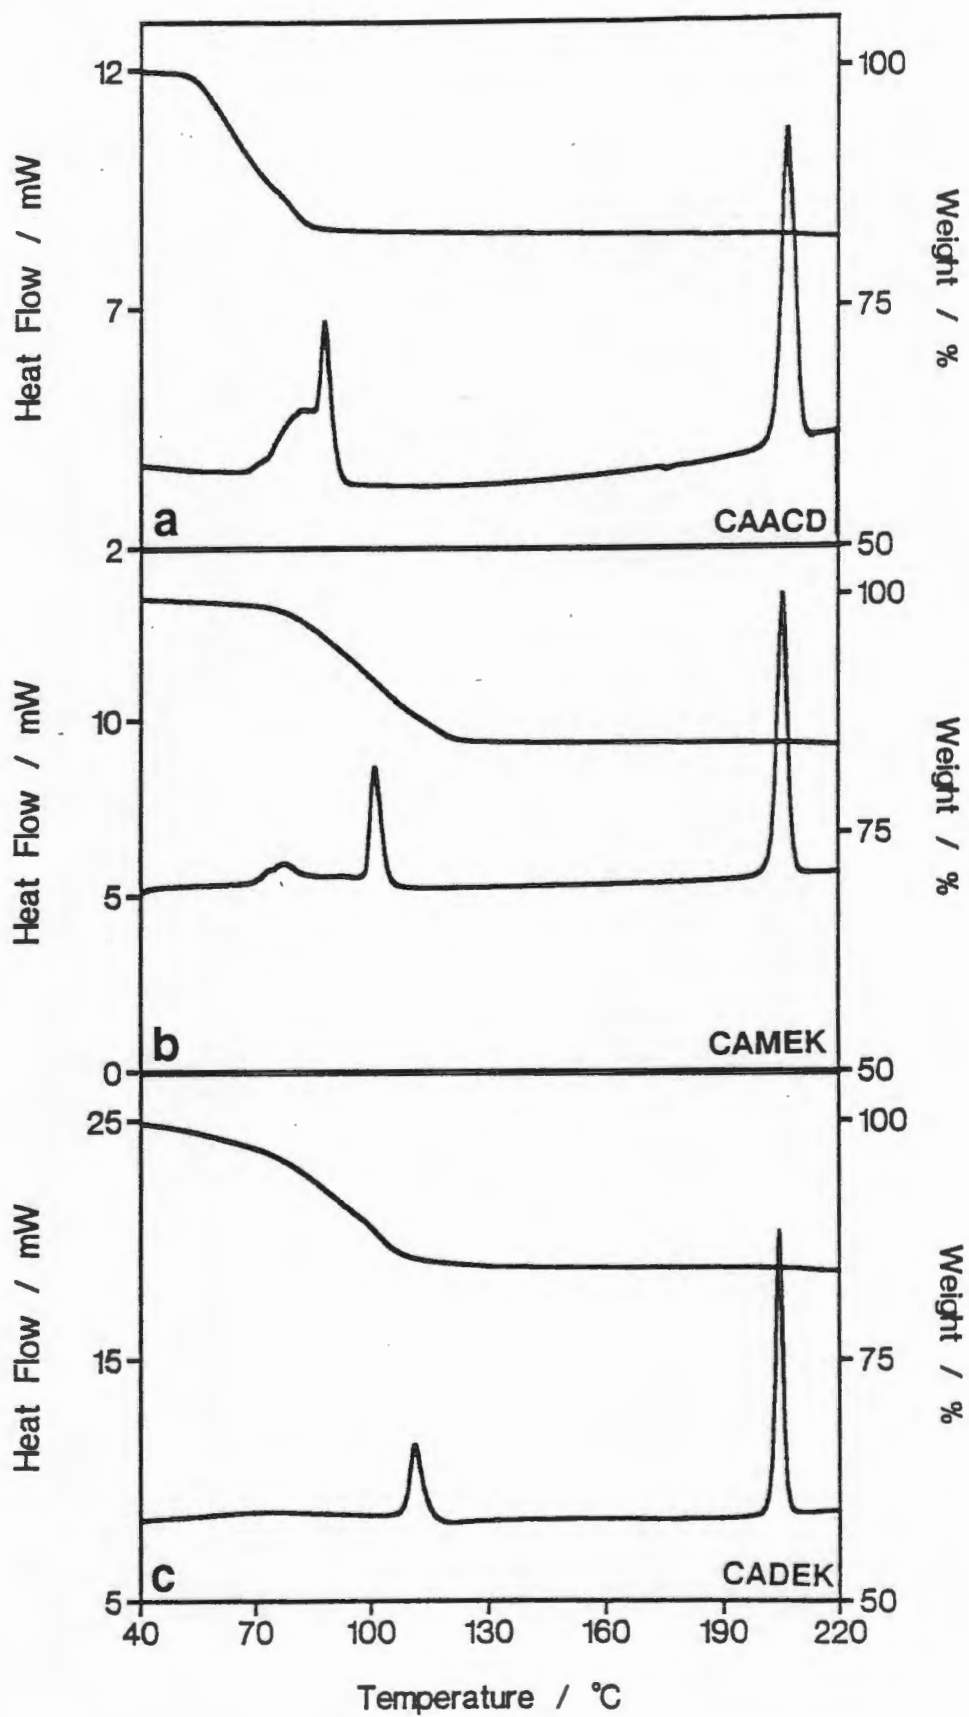 12
7
2
Heat Flow / mW
100
75
50
Weight / %
a
CAACD
10
5
0
Heat Flow / mW
100
75
50
Weight / %
b
CAMEK
25
15
5
Heat Flow / mW
100
75
50
Weight / %
c
CADEK
40 70 100 130 160 190 220
Temperature / °C